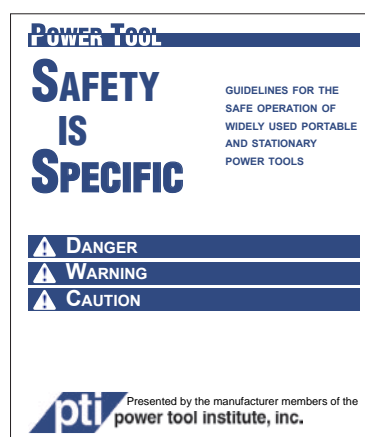 POWER TOOL
SAFETY
IS
SPECIFIC
GUIDELINES FOR THE
SAFE OPERATION OF
WIDELY USED PORTABLE
AND STATIONARY
POWER TOOLS
DANGER
WARNING
CAUTION
Presented by the manufacturer members of the
pti power tool institute, inc.